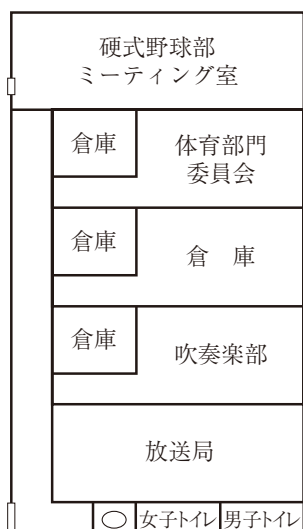 硬式野球部
ミーティング室
倉庫
体育部門
委員会
倉庫
倉　庫
倉庫
吹奏楽部
放送局
女子トイレ
男子トイレ